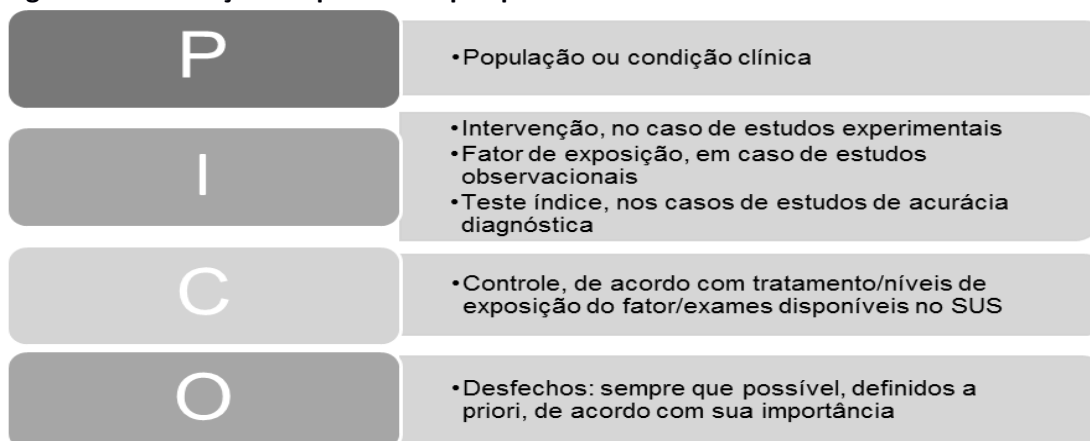 P
•População ou condição clínica
I
•Intervenção, no caso de estudos experimentais
•Fator de exposição, em caso de estudos
observacionais
•Teste índice, nos casos de estudos de acurácia
diagnóstica
C
•Controle, de acordo com tratamento/níveis de
exposição do fator/exames disponíveis no SUS
O
•Desfechos: sempre que possível, definidos a
priori, de acordo com sua importância